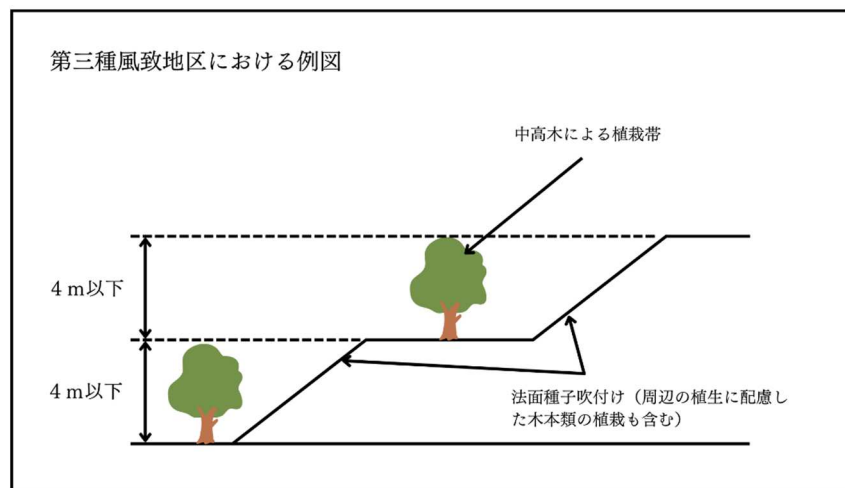 第三種風致地区における例図
中高木による植栽帯
4m以下
4m以下
法面種子吹付け（周辺の植生に配慮し
た木本類の植栽も含む）